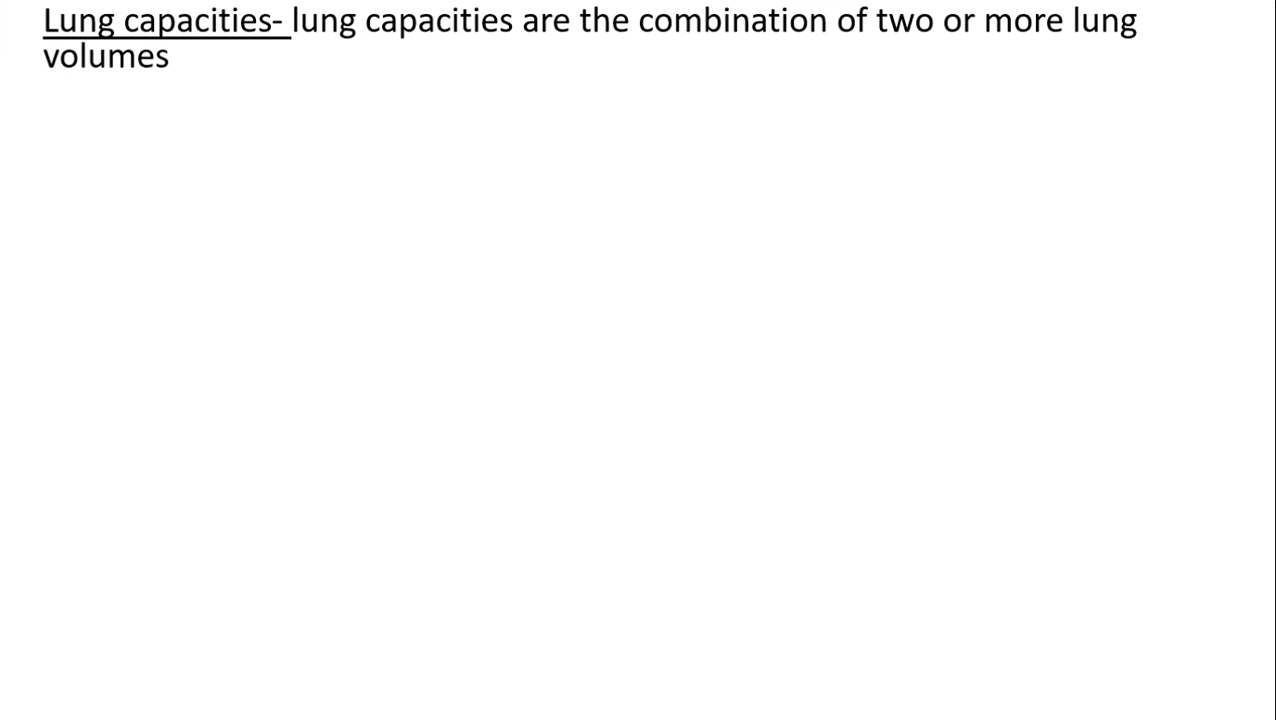 Lung capacities- lung capacities are the combination of two or more lung
volumes